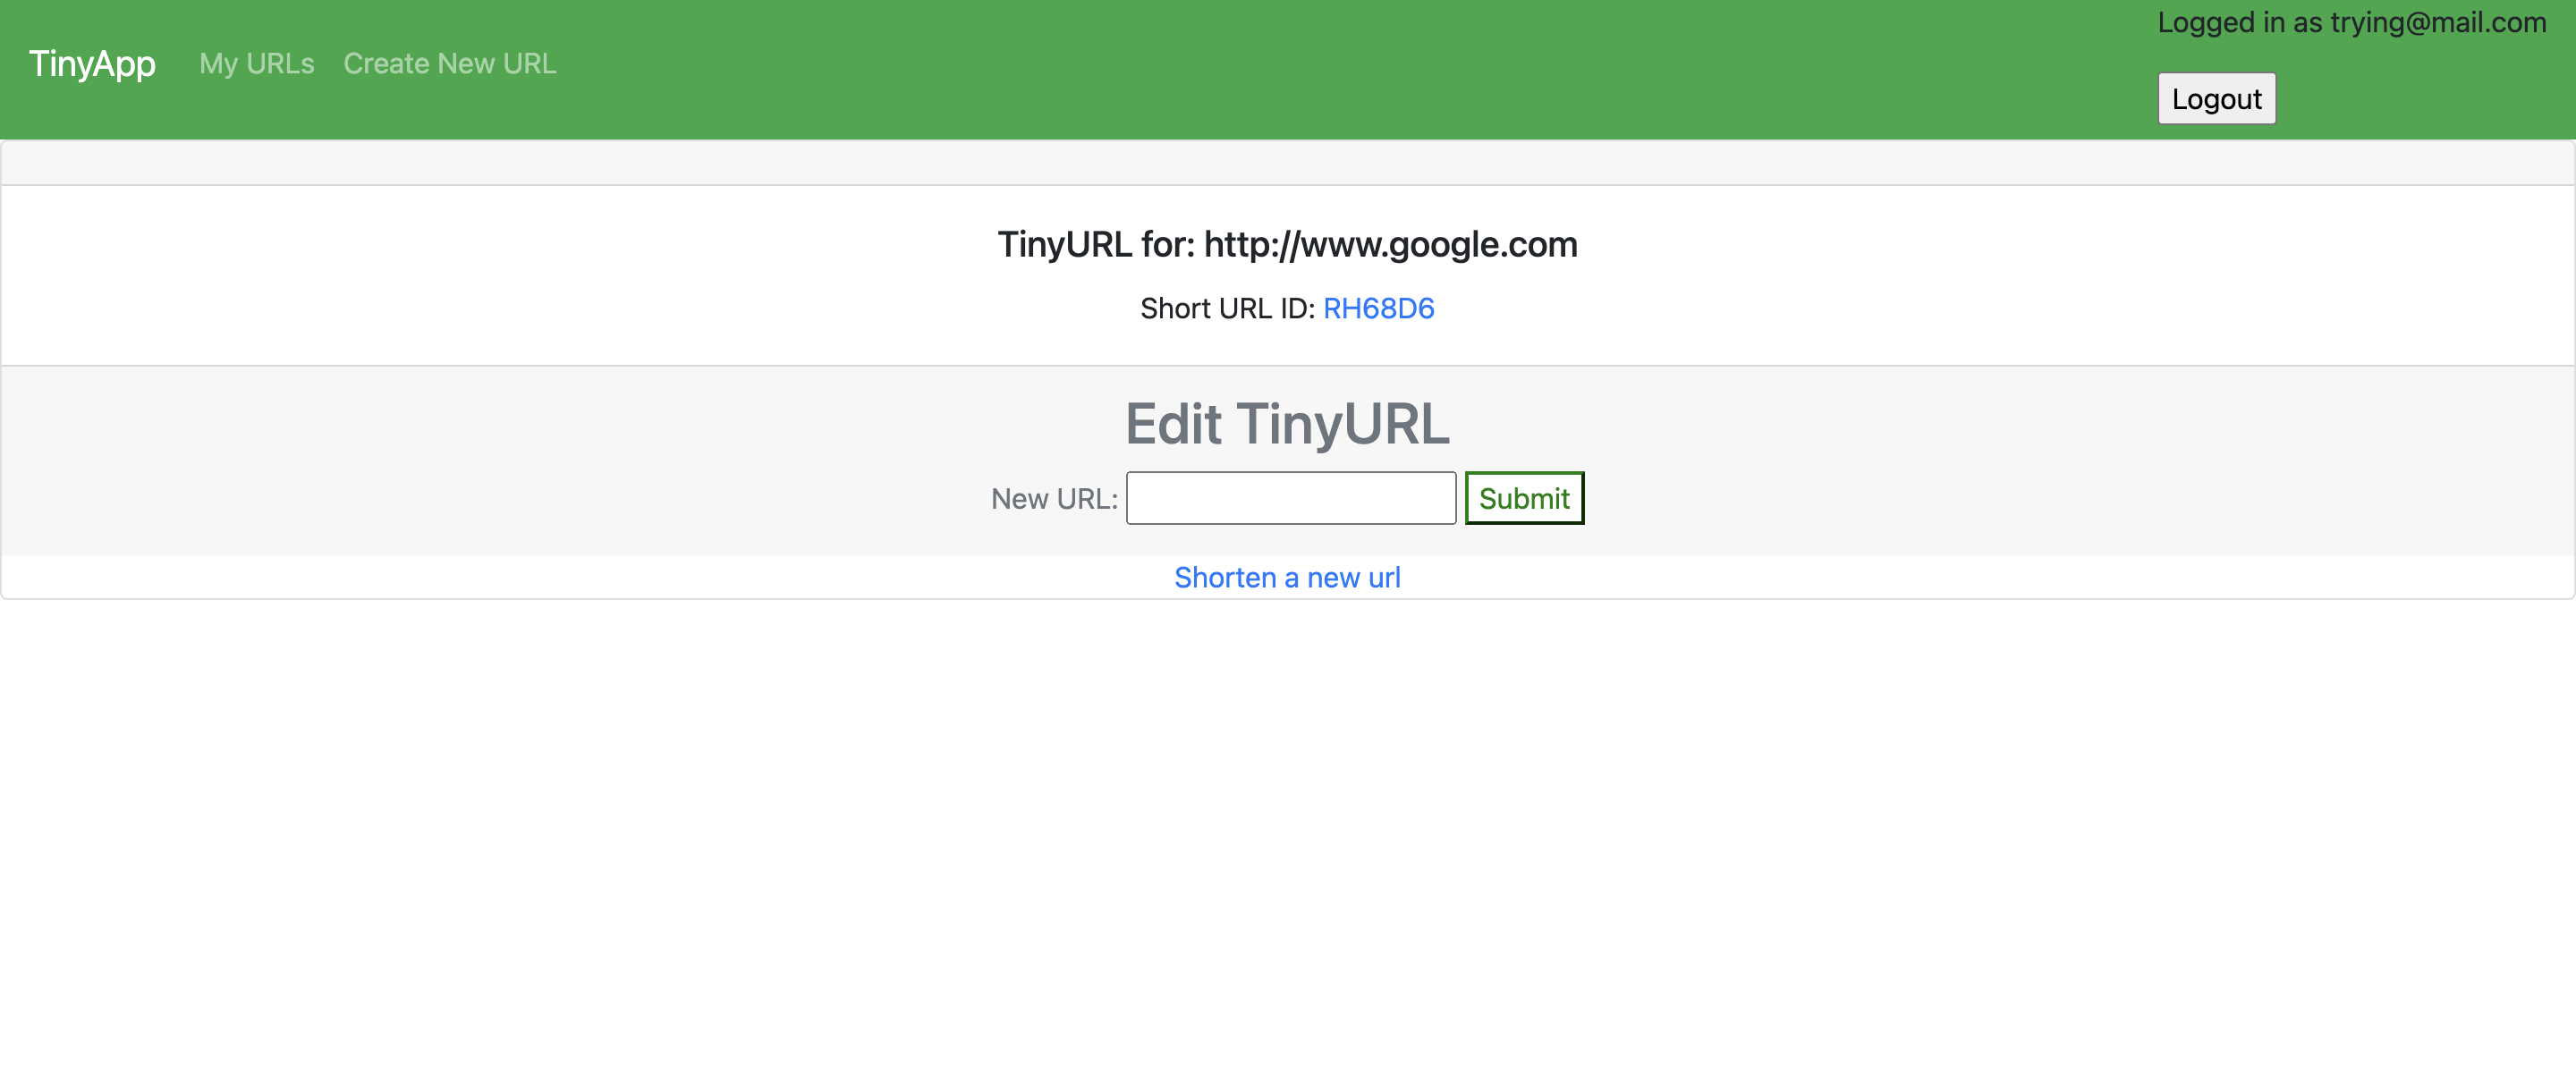 Logged in as trying@mail.com
TinyApp My URLs Create New URL
Logout
TinyURL for: http://www.google.com
Short URL ID: RH68D6
Edit TinyURL
New URL: Submit
Shorten a new url